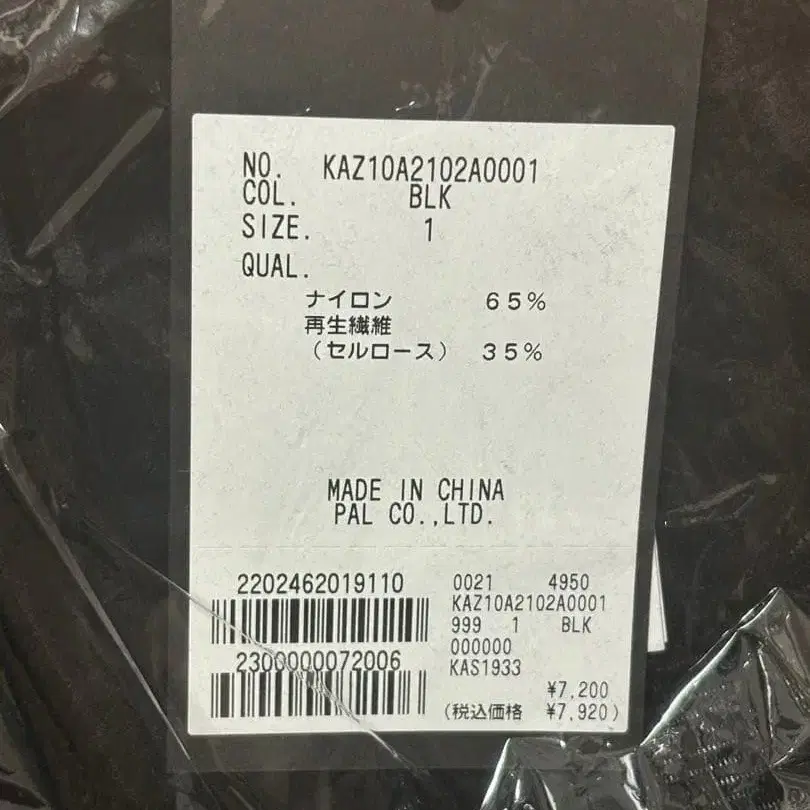 NO. KAZ10A2102A0001
COL. BLK
SIZE. 1
QUAL.
ナイロン 65%
再生繊維
(セルロース) 35%
MADE IN CHINA
PAL CO.,LTD.
2202462019110
2300000072006
0021 4950
KAZ10A2102A0001
999 1 BLK
000000
KAS1933
¥7,200
(税込価格 ¥7,920)